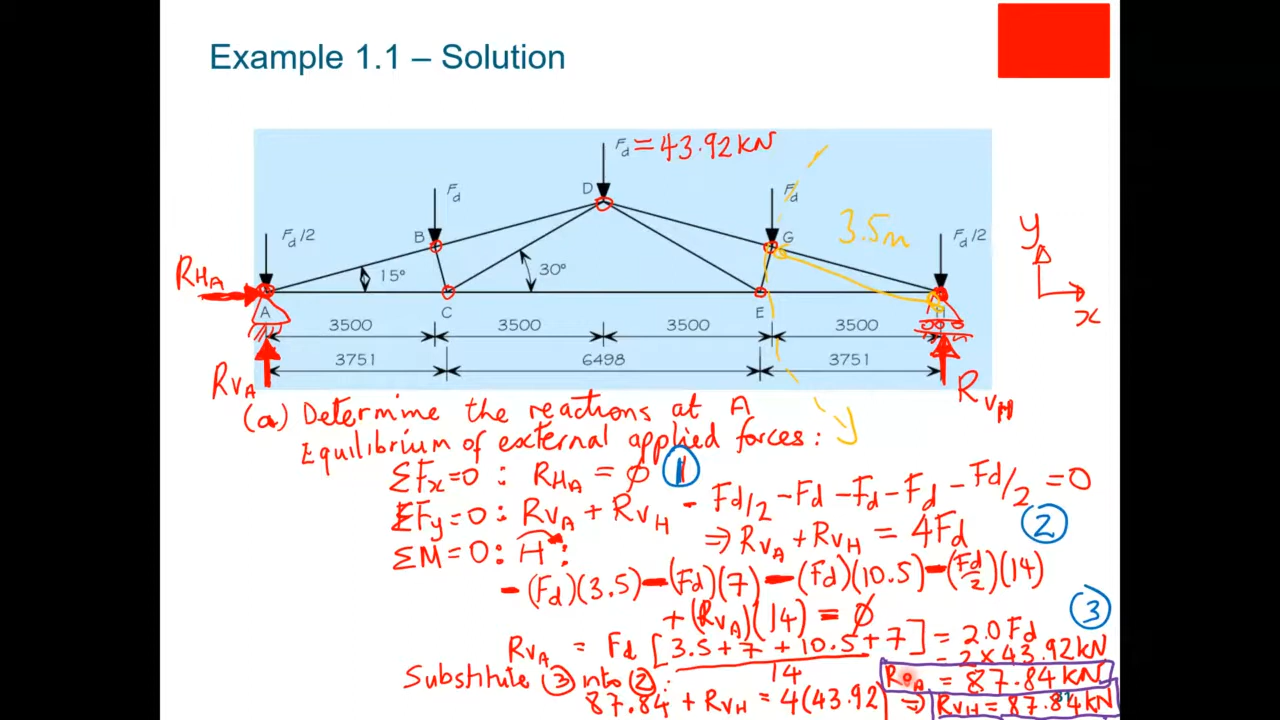 Example 1.1 – Solution
Fd = 43.92 kN
D
Fd
Fd
B
G
3.5m
Fd/2
Fd/2
RHA
15°
30°
y
x
A
C
E
H
3500
3500
3500
3500
3751
6498
3751
RVA
RVH
(a) Determine the reactions at A
Equilibrium of external applied forces:
ΣFx=0 : RHA = 0 1
ΣFy=0 : RVA + RVH - Fd/2 - Fd - Fd - Fd - Fd/2 = 0
⇒ RVA + RVH = 4Fd 2
ΣM=0 : H :
-(Fd)(3.5) - (Fd)(7) - (Fd)(10.5) - (Fd/2)(14)
+ (RVA)(14) = 0
3
RVA = Fd [3.5+7+10.5+7] = 2.0 Fd
14
= 2 × 43.92 kN
Substitute 3 into 2:
= 87.84 kN
87.84 + RVH = 4(43.92) ⇒ RVH = 87.84 kN